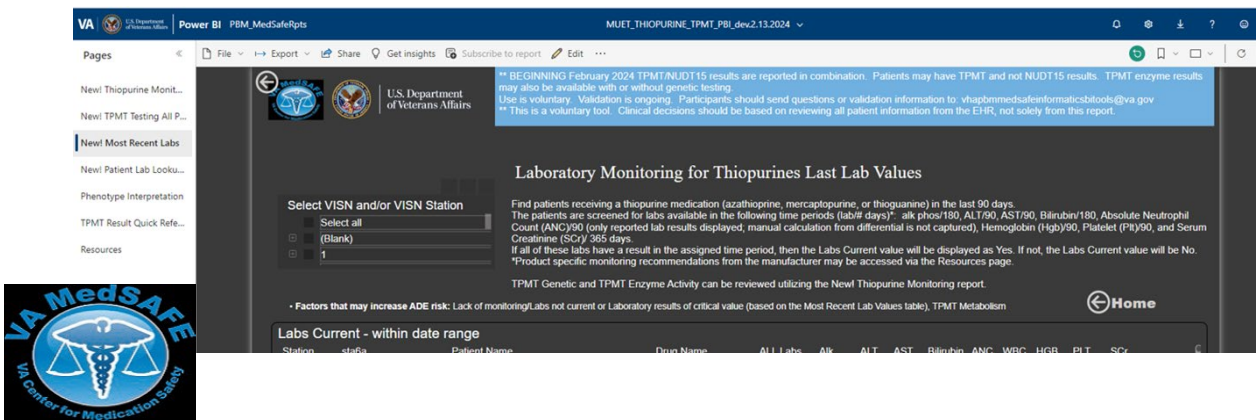 VA U.S. Department of Veterans Affairs Power BI PBM_MedSafeRpts MUET_THIOPURINE_TPMT_PBI_dev.2.13.2024
Pages
File Export Share Get insights Subscribe to report Edit ...
New! Thiopurine Monit...
New! TPMT Testing All P...
New! Most Recent Labs
New! Patient Lab Looku...
Phenotype Interpretation
TPMT Result Quick Refe...
Resources
MedSAFE
U.S. Department
of Veterans Affairs
** BEGINNING February 2024 TPMT/NUDT15 results are reported in combination. Patients may have TPMT and not NUDT15 results. TPMT enzyme results
may also be available with or without genetic testing.
Use is voluntary. Validation is ongoing. Participants should send questions or validation information to: vhapbmmedsafeinformaticsbitools@va.gov
** This is a voluntary tool. Clinical decisions should be based on reviewing all patient information from the EHR, not solely from this report.
Laboratory Monitoring for Thiopurines Last Lab Values
Select VISN and/or VISN Station
Select all
(Blank)
1
Find patients receiving a thiopurine medication (azathioprine, mercaptopurine, or thioguanine) in the last 90 days.
The patients are screened for labs available in the following time periods (lab/# days)*: alk phos/180, ALT/90, AST/90, Bilirubin/180, Absolute Neutrophil
Count (ANC)/90 (only reported lab results displayed; manual calculation from differential is not captured), Hemoglobin (Hgb)/90, Platelet (Plt)/90, and Serum
Creatinine (SCr)/ 365 days.
If all of these labs have a result in the assigned time period, then the Labs Current value will be displayed as Yes. If not, the Labs Current value will be No.
*Product specific monitoring recommendations from the manufacturer may be accessed via the Resources page.
TPMT Genetic and TPMT Enzyme Activity can be reviewed utilizing the New! Thiopurine Monitoring report.
• Factors that may increase ADE risk: Lack of monitoring/Labs not current or Laboratory results of critical value (based on the Most Recent Lab Values table), TPMT Metabolism
Home
Labs Current - within date range
Station sta6a Patient Name Drug Name ALL Labs Alk ALT AST Bilirubin ANC WBC HGB PLT SCr
VA MedSAFE
VA Center for Medication Safety